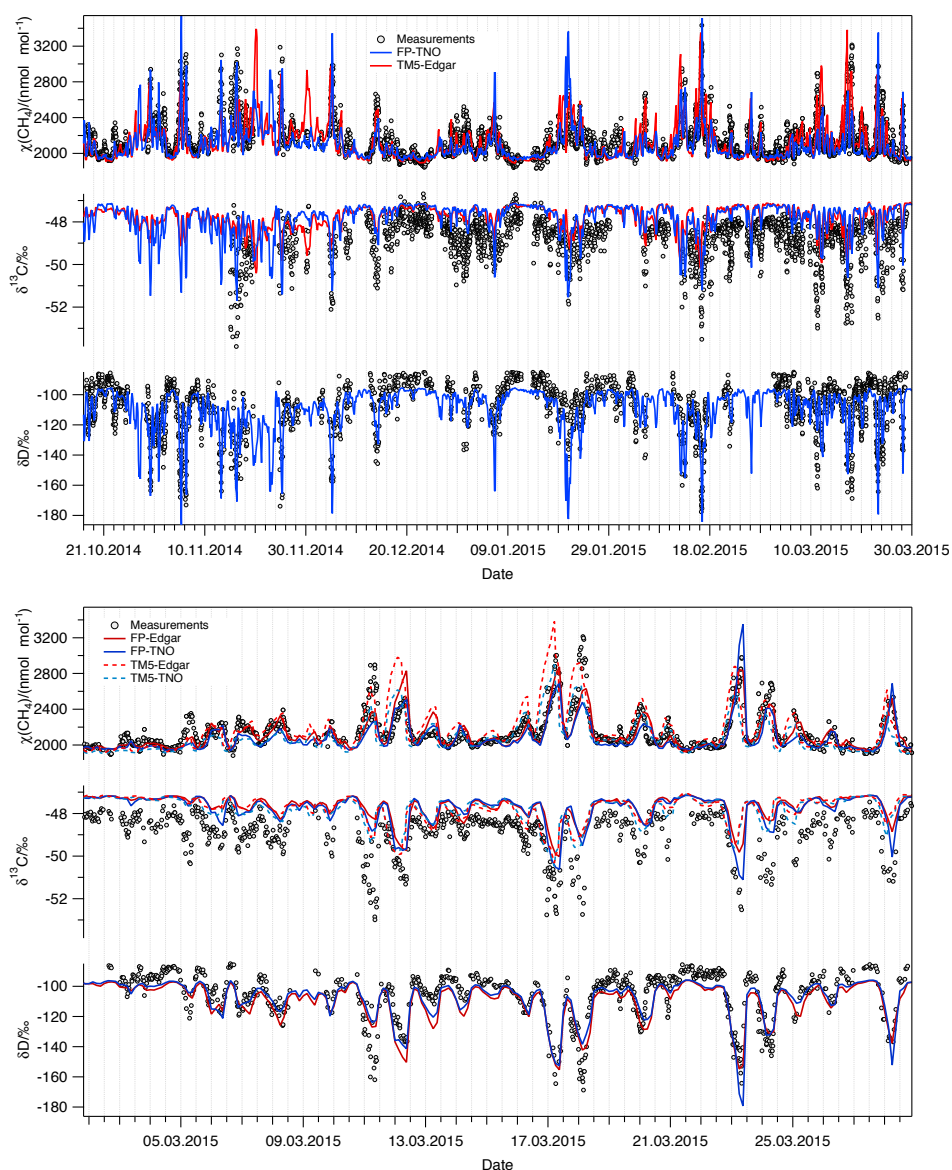 χ(CH₄)/(nmol mol⁻¹)
3200
2800
2400
2000
Measurements
FP-TNO
TM5-Edgar
δ¹³C/‰
-48
-50
-52
δD/‰
-100
-120
-140
-160
-180
21.10.2014 10.11.2014 30.11.2014 20.12.2014 09.01.2015 29.01.2015 18.02.2015 10.03.2015 30.03.2015
Date
χ(CH₄)/(nmol mol⁻¹)
3200
2800
2400
2000
Measurements
FP-Edgar
FP-TNO
TM5-Edgar
TM5-TNO
δ¹³C/‰
-48
-50
-52
δD/‰
-100
-120
-140
-160
-180
05.03.2015 09.03.2015 13.03.2015 17.03.2015 21.03.2015 25.03.2015
Date